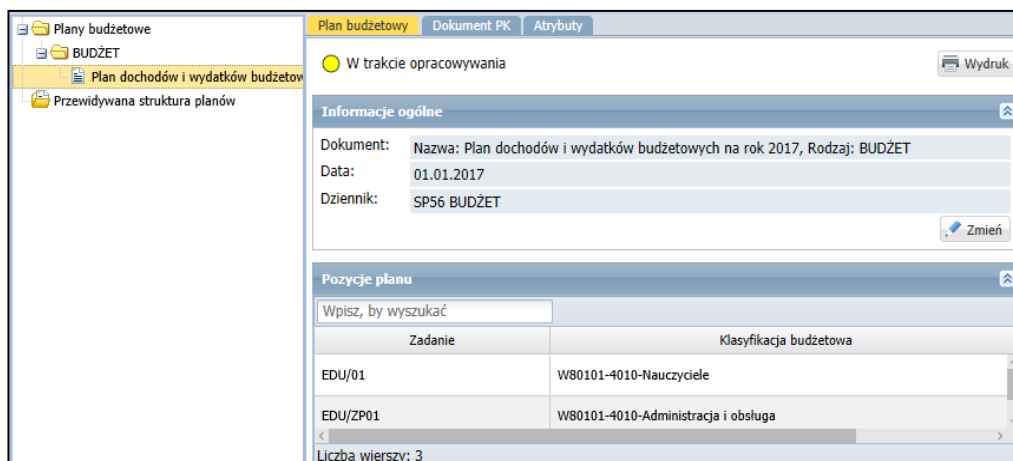 Plany budżetowe
BUDŻET
Plan dochodów i wydatków budżetow
Przewidywana struktura planów
Plan budżetowy Dokument PK Atrybuty
W trakcie opracowywania Wydruk
Informacje ogólne
Dokument: Nazwa: Plan dochodów i wydatków budżetowych na rok 2017, Rodzaj: BUDŻET
Data: 01.01.2017
Dziennik: SP56 BUDŻET
Zmień
Pozycje planu
Wpisz, by wyszukać
Zadanie Klasyfikacja budżetowa
EDU/01 W80101-4010-Nauczyciele
EDU/ZP01 W80101-4010-Administracja i obsługa
Liczba wierszy: 3